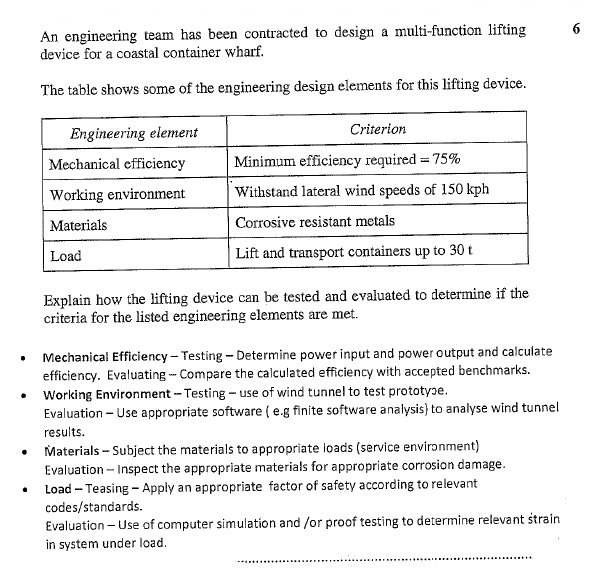 An engineering team has been contracted to design a multi-function lifting 6
device for a coastal container wharf.
The table shows some of the engineering design elements for this lifting device.
Engineering element Criterion
Mechanical efficiency Minimum efficiency required = 75%
Working environment Withstand lateral wind speeds of 150 kph
Materials Corrosive resistant metals
Load Lift and transport containers up to 30 t
Explain how the lifting device can be tested and evaluated to determine if the
criteria for the listed engineering elements are met.
• Mechanical Efficiency – Testing – Determine power input and power output and calculate
efficiency. Evaluating – Compare the calculated efficiency with accepted benchmarks.
• Working Environment – Testing – use of wind tunnel to test prototype.
Evaluation – Use appropriate software ( e.g finite software analysis) to analyse wind tunnel
results.
• Materials – Subject the materials to appropriate loads (service environment)
Evaluation – Inspect the appropriate materials for appropriate corrosion damage.
• Load – Teasing – Apply an appropriate factor of safety according to relevant
codes/standards.
Evaluation – Use of computer simulation and /or proof testing to determine relevant strain
in system under load.